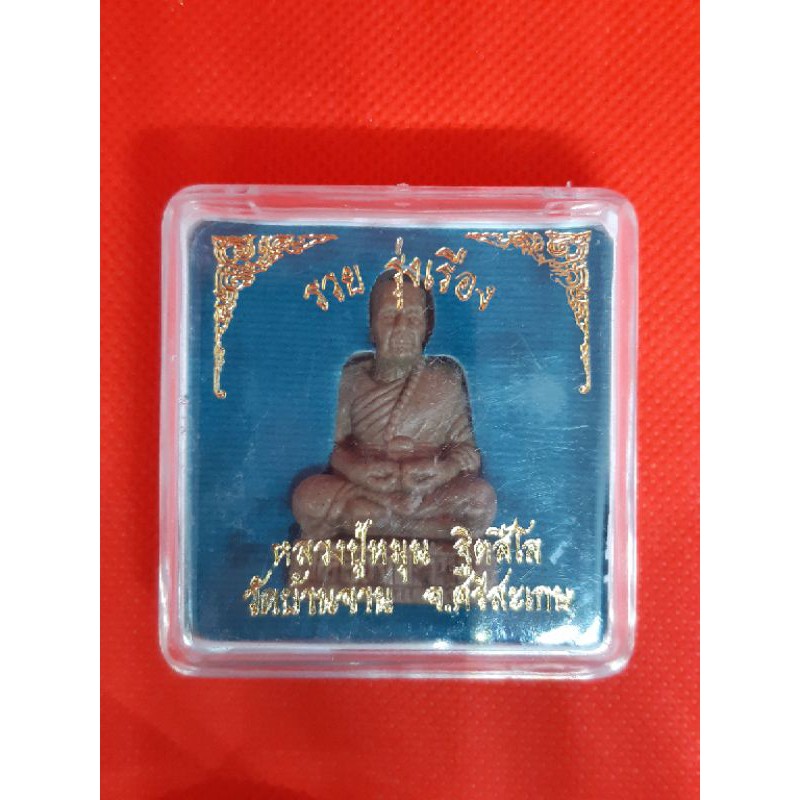 รวย รุ่งเรือง
หลวงปู่หมุน ฐิตสีโล
วัดบ้านจาน จ.ศรีสะเกษ